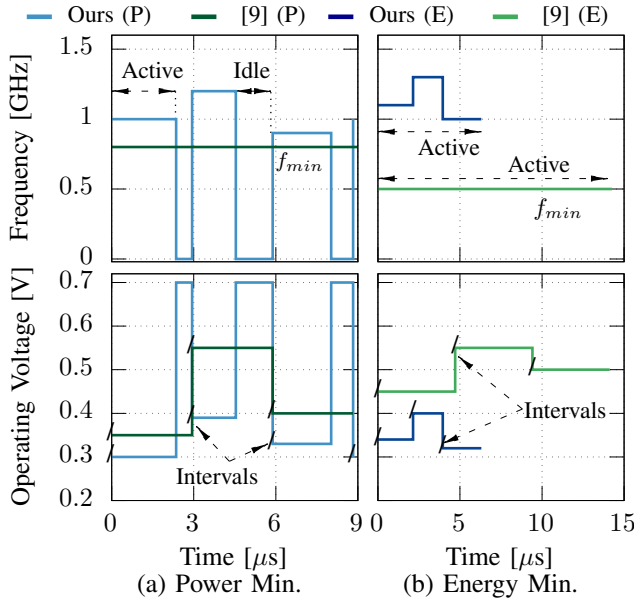 Ours (P) [9] (P) Ours (E) [9] (E)
Frequency [GHz]
1.5
1
0.5
0
Active
Idle
f_min
Active
Active
f_min
Operating Voltage [V]
0.7
0.6
0.5
0.4
0.3
0.2
Intervals
Intervals
0 3 6 9
0 5 10 15
Time [μs] Time [μs]
(a) Power Min. (b) Energy Min.